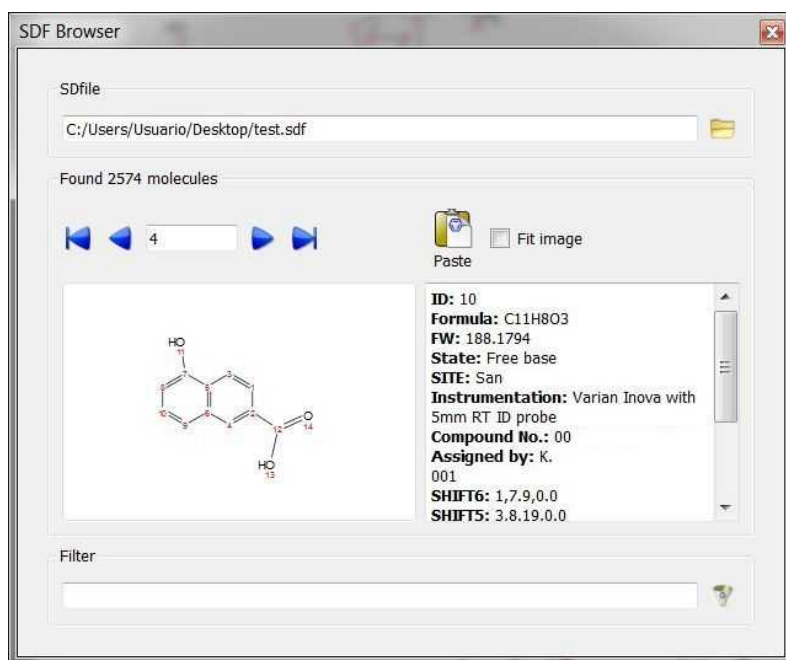 SDF Browser
SDfile
C:/Users/Usuario/Desktop/test.sdf
Found 2574 molecules
4
Paste
Fit image
ID: 10
Formula: C11H8O3
FW: 188.1794
State: Free base
SITE: San
Instrumentation: Varian Inova with
5mm RT ID probe
Compound No.: 00
Assigned by: K.
001
SHIFT6: 1,7.9,0.0
SHIFT5: 3.8.19.0.0
HO
11
7
3
5
10
6
9
4
12
O
14
HO
13
Filter